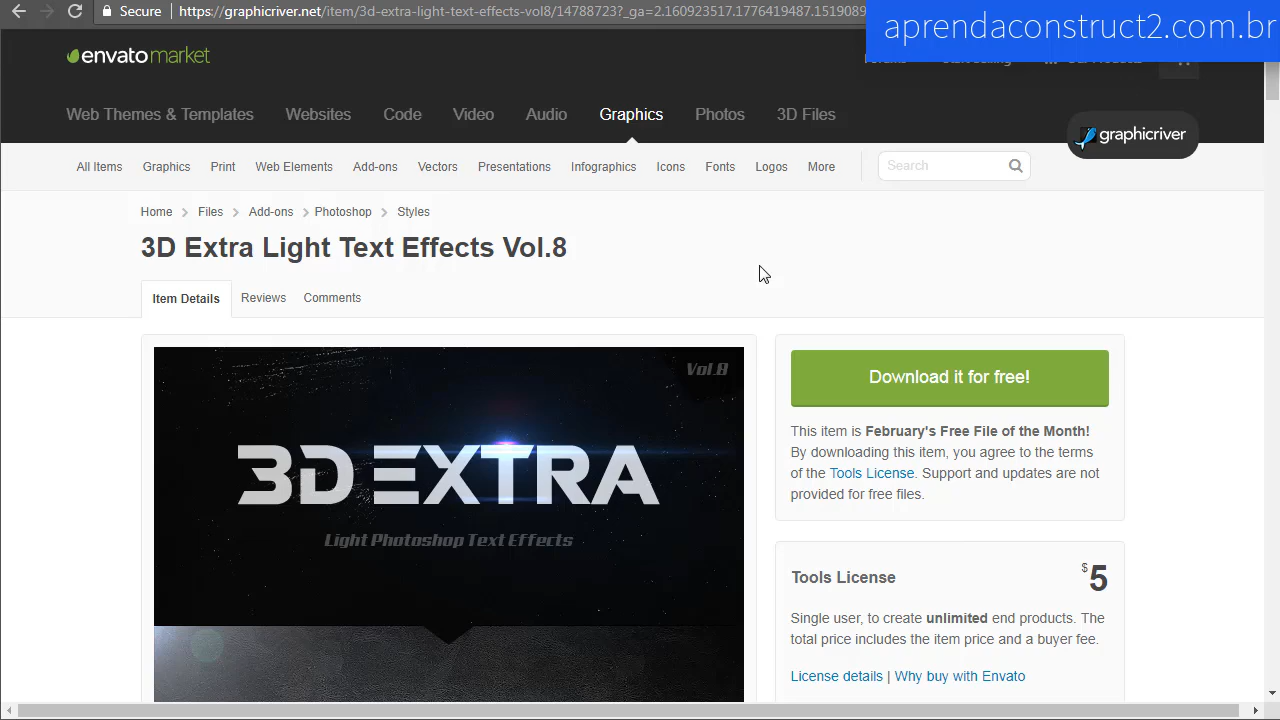 Secure https://graphicriver.net/item/3d-extra-light-text-effects-vol8/14788723?_ga=2.160923517.1776419487.1519089
aprendaconstruct2.com.br
envatomarket
Web Themes & Templates Websites Code Video Audio Graphics Photos 3D Files
graphicriver
All Items Graphics Print Web Elements Add-ons Vectors Presentations Infographics Icons Fonts Logos More Search
Home Files Add-ons Photoshop Styles
3D Extra Light Text Effects Vol.8
Item Details Reviews Comments
Vol.8
3D EXTRA
Light Photoshop Text Effects
Download it for free!
This item is February's Free File of the Month!
By downloading this item, you agree to the terms
of the Tools License. Support and updates are not
provided for free files.
Tools License $5
Single user, to create unlimited end products. The
total price includes the item price and a buyer fee.
License details | Why buy with Envato